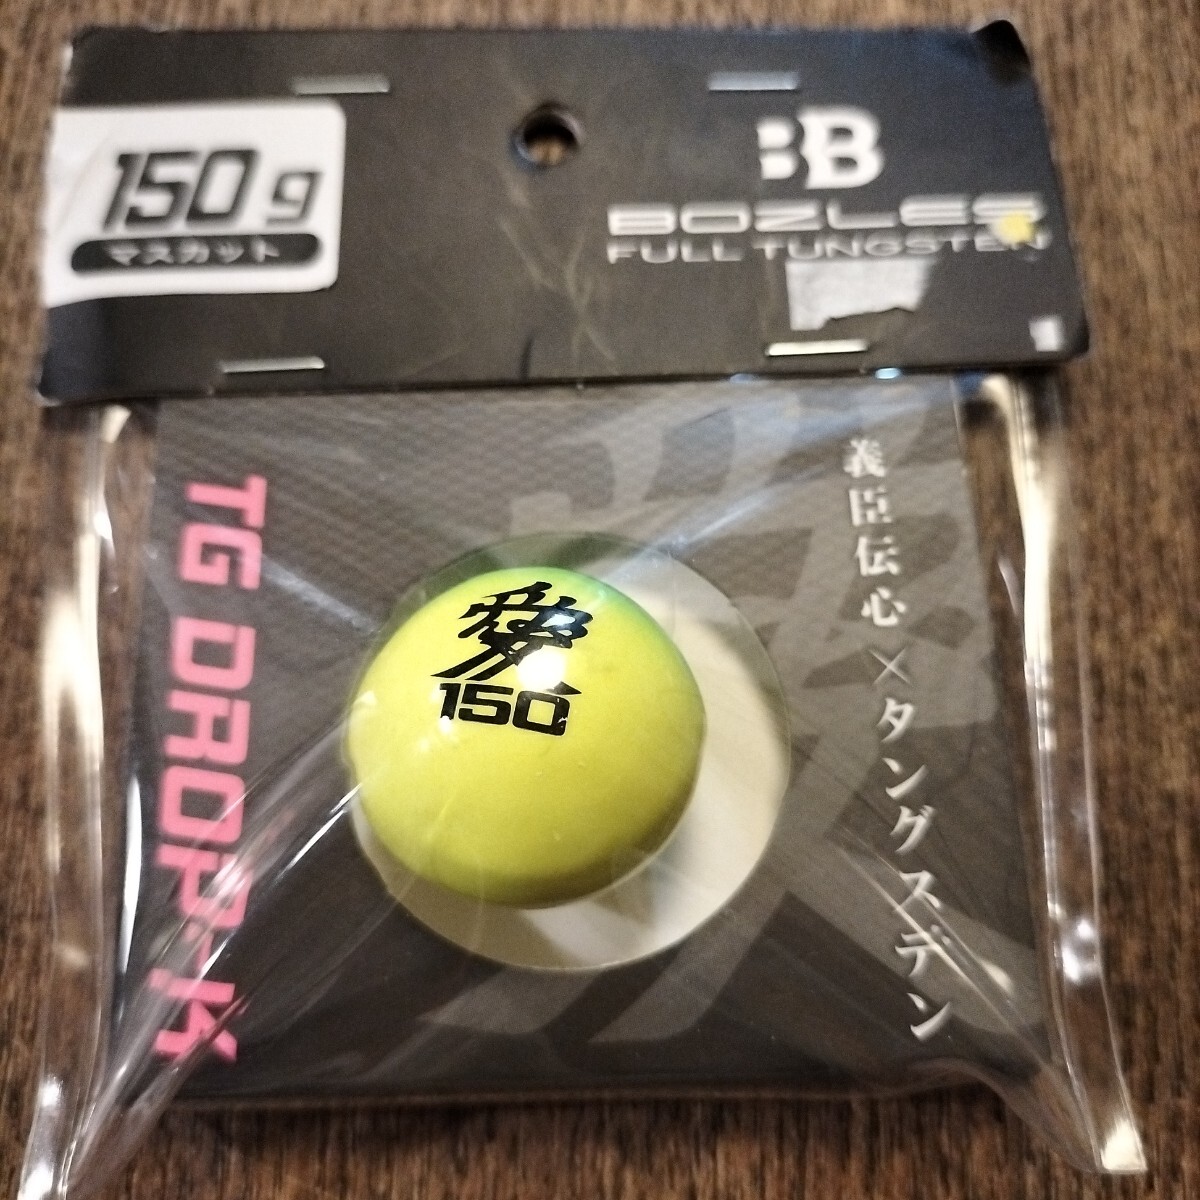 150g
マスカット
BB
BOZLES
FULL TUNGSTEN
TG DROP-K
義臣伝心×タングステン
愛
150